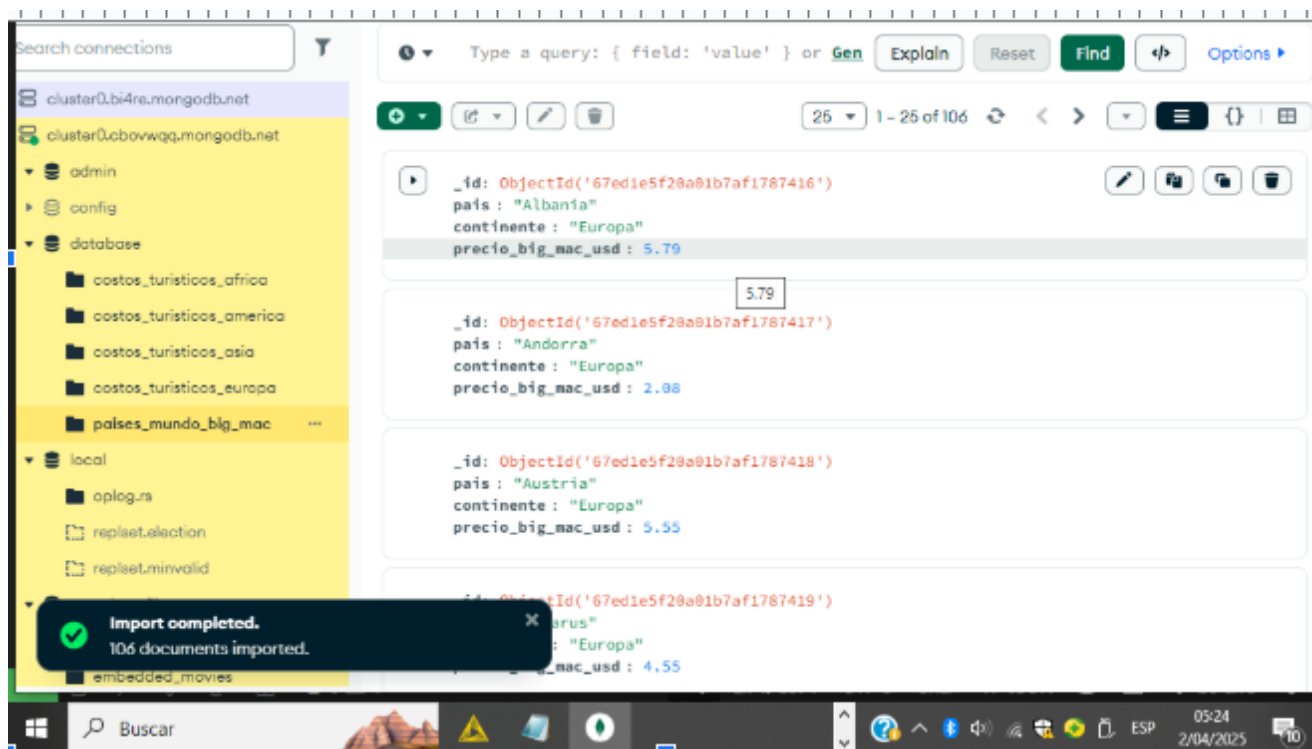 Search connections
Type a query: { field: 'value' } or Gen Explain Reset Find </> Options
cluster0.bi4re.mongodb.net
cluster0.cbovwqq.mongodb.net
25 1 – 25 of 106 {}
admin
config
database
costos_turisticos_africa
costos_turisticos_america
costos_turisticos_asia
costos_turisticos_europa
paises_mundo_big_mac ...
local
oplog.rs
replset.election
replset.minvalid
embedded_movies
_id: ObjectId('67ed1e5f20a01b7af1787416')
pais : "Albania"
continente : "Europa"
precio_big_mac_usd : 5.79
5.79
_id: ObjectId('67ed1e5f20a01b7af1787417')
pais : "Andorra"
continente : "Europa"
precio_big_mac_usd : 2.08
_id: ObjectId('67ed1e5f20a01b7af1787418')
pais : "Austria"
continente : "Europa"
precio_big_mac_usd : 5.55
_id: ObjectId('67ed1e5f20a01b7af1787419')
arus"
: "Europa"
_mac_usd : 4.55
Import completed.
106 documents imported.
Buscar
ESP
05:24
2/04/2025
10